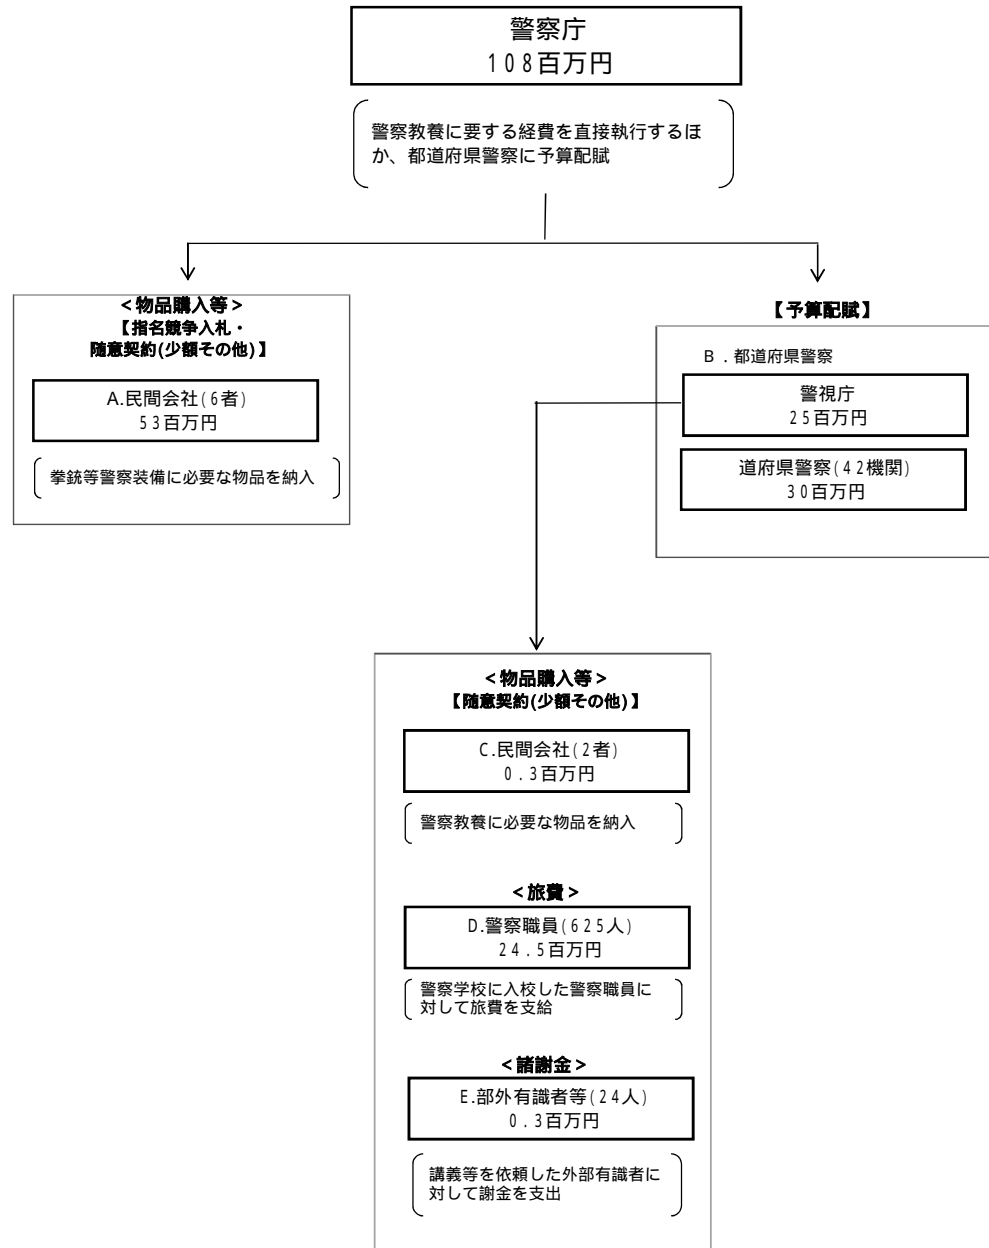 警察庁
108百万円
警察教養に要する経費を直接執行するほ
か、都道府県警察に予算配賦
<物品購入等>
【指名競争入札・
随意契約(少額その他)】
A.民間会社(6者)
53百万円
拳銃等警察装備に必要な物品を納入
【予算配賦】
B．都道府県警察
警視庁
25百万円
道府県警察(42機関)
30百万円
<物品購入等>
【随意契約(少額その他)】
C.民間会社(2者)
0.3百万円
警察教養に必要な物品を納入
<旅費>
D.警察職員(625人)
24.5百万円
警察学校に入校した警察職員に
対して旅費を支給
<諸謝金>
E.部外有識者等(24人)
0.3百万円
講義等を依頼した外部有識者に
対して謝金を支出